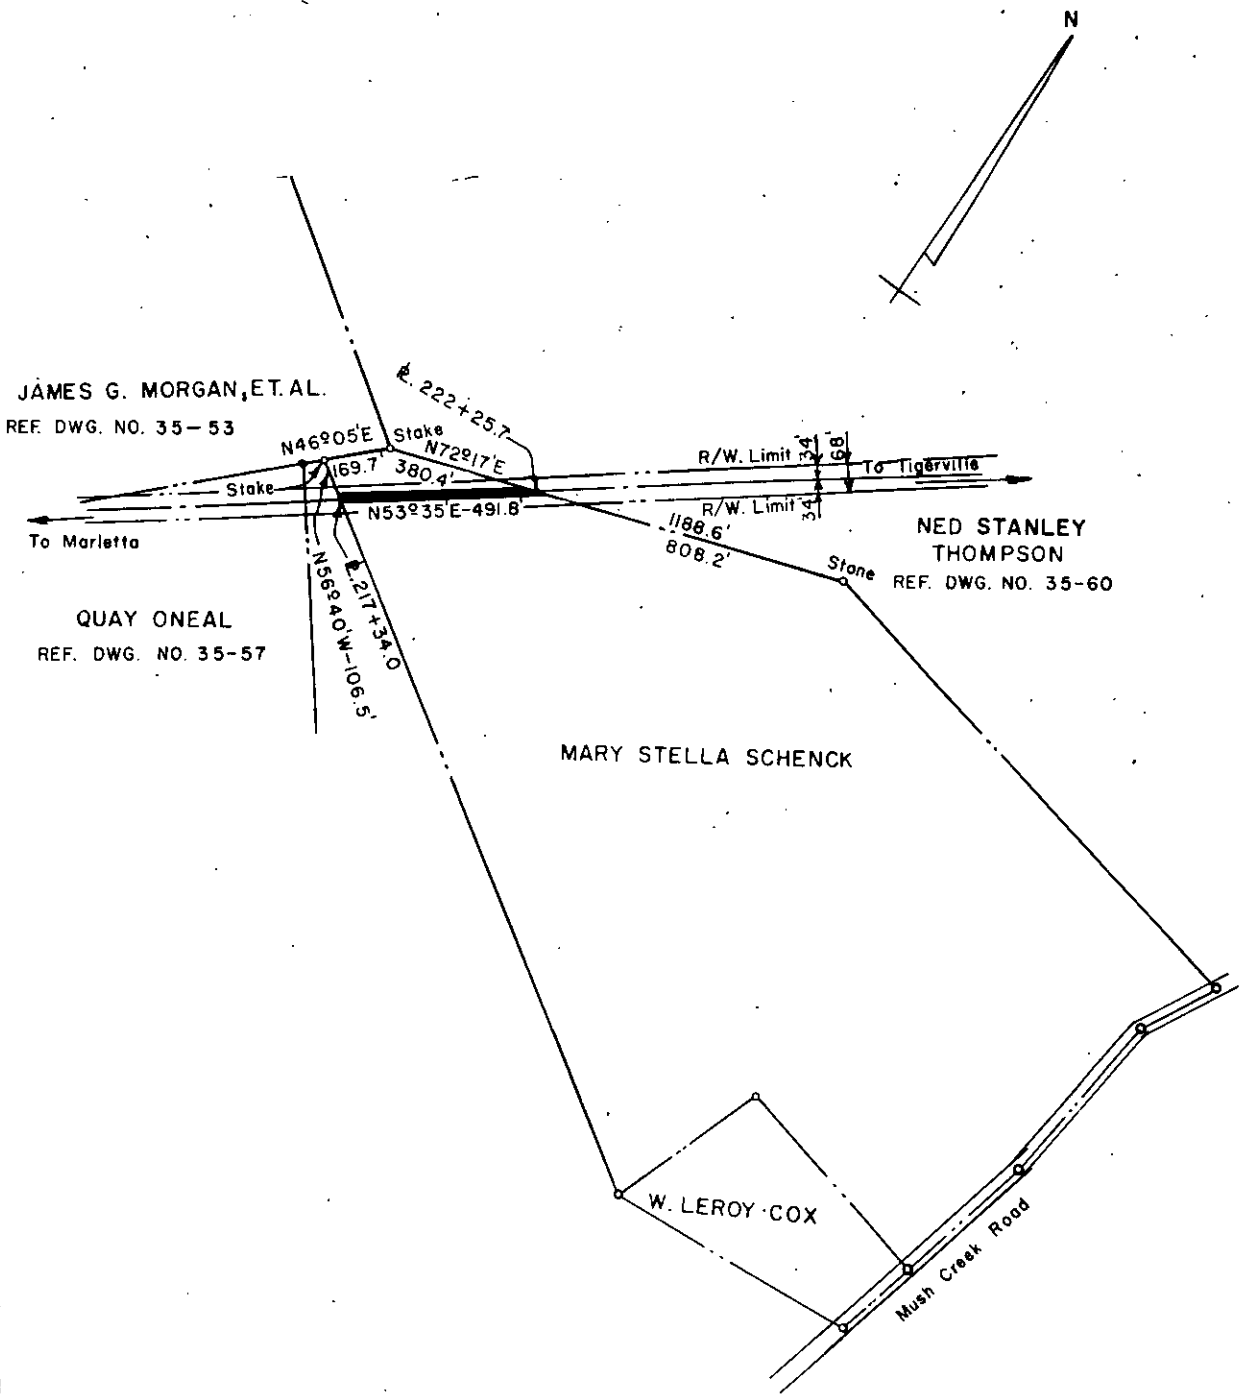 N
JAMES G. MORGAN, ET. AL.
REF. DWG. NO. 35-53
N46º05'E
Stake
N72º17'E
℄. 222+25.7
169.7'
380.4'
Stake
R/W. Limit
34'
68'
To Tigerville
N53º35'E-491.8'
R/W. Limit
34'
To Marietta
NED STANLEY
THOMPSON
REF. DWG. NO. 35-60
1188.6'
808.2'
Stone
N56º40'W-106.5'
℄. 217+34.0
QUAY ONEAL
REF. DWG. NO. 35-57
MARY STELLA SCHENCK
W. LEROY COX
Mush Creek Road